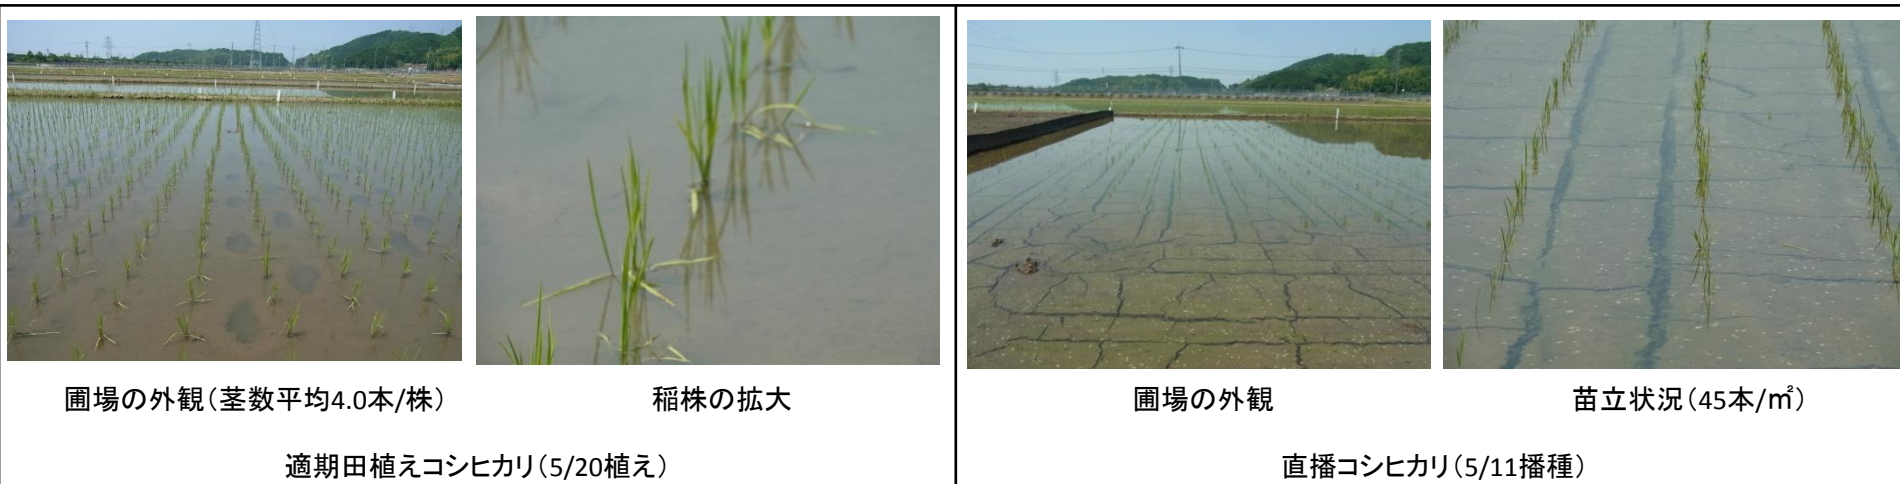 圃場の外観（茎数平均4.0本/株）
稲株の拡大
適期田植えコシヒカリ（5/20植え）
圃場の外観
苗立状況（45本/㎡）
直播コシヒカリ（5/11播種）